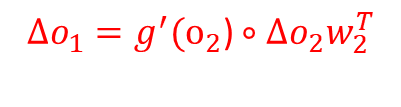 Δo₁ = g′(o₂) ∘ Δo₂w₂ᵀ